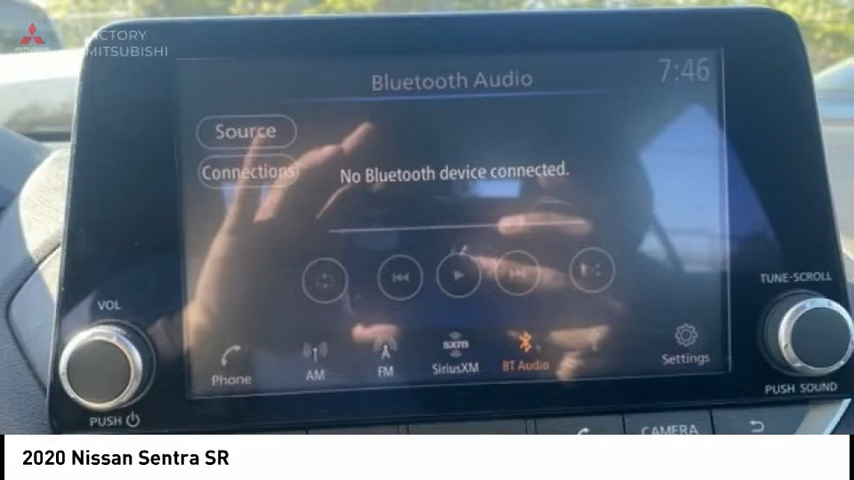 FACTORY
MITSUBISHI
Bluetooth Audio
7:46
Source
Connections
No Bluetooth device connected.
TUNE·SCROLL
VOL
Phone
AM
FM
sxm
SiriusXM
BT Audio
Settings
PUSH
PUSH SOUND
CAMERA
2020 Nissan Sentra SR